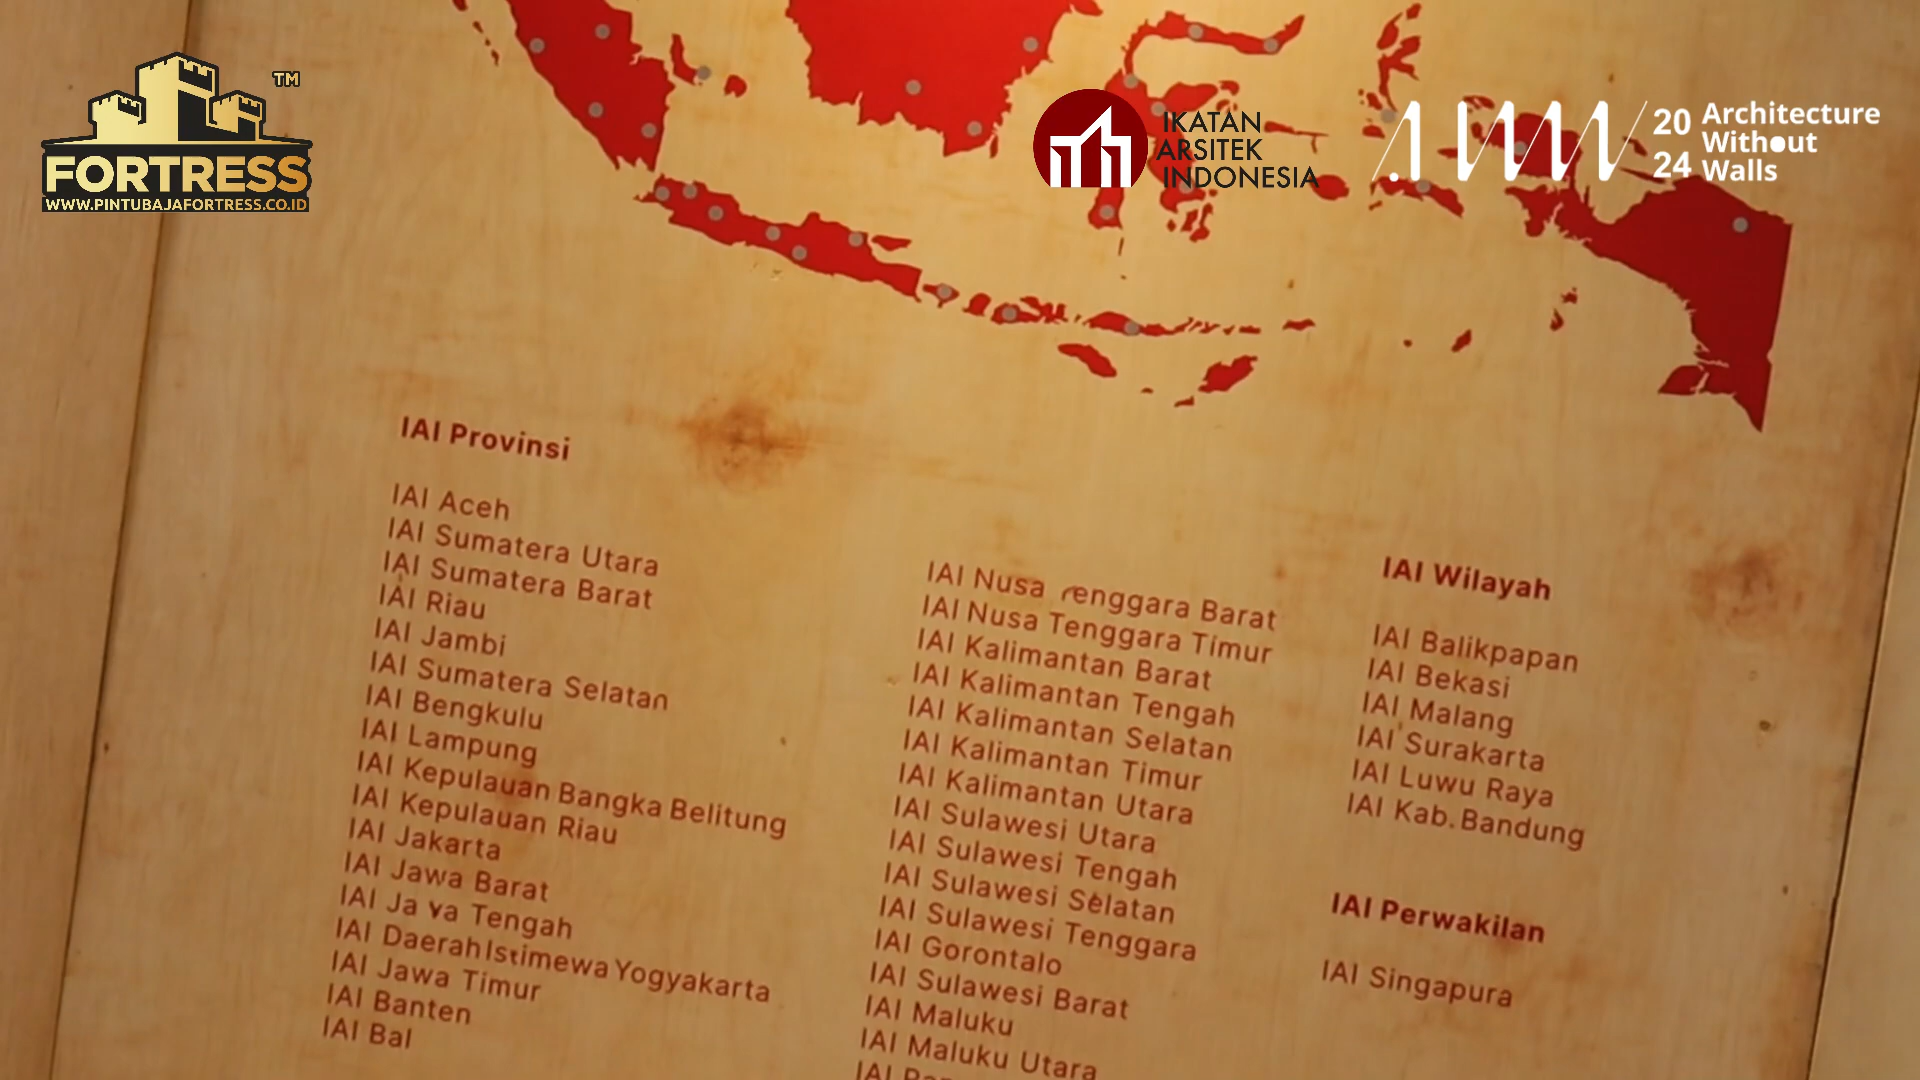 TM
FORTRESS
WWW.PINTUBAJAFORTRESS.CO.ID
IKATAN
ARSITEK
INDONESIA
2024
Architecture
Without
Walls
IAI Provinsi
IAI Aceh
IAI Sumatera Utara
IAI Sumatera Barat
IAI Riau
IAI Jambi
IAI Sumatera Selatan
IAI Bengkulu
IAI Lampung
IAI Kepulauan Bangka Belitung
IAI Kepulauan Riau
IAI Jakarta
IAI Jawa Barat
IAI Jawa Tengah
IAI Daerah Istimewa Yogyakarta
IAI Jawa Timur
IAI Banten
IAI Bal
IAI Nusa Tenggara Barat
IAI Nusa Tenggara Timur
IAI Kalimantan Barat
IAI Kalimantan Tengah
IAI Kalimantan Selatan
IAI Kalimantan Timur
IAI Kalimantan Utara
IAI Sulawesi Utara
IAI Sulawesi Tengah
IAI Sulawesi Selatan
IAI Sulawesi Tenggara
IAI Gorontalo
IAI Sulawesi Barat
IAI Maluku
IAI Maluku Utara
IAI
IAI Wilayah
IAI Balikpapan
IAI Bekasi
IAI Malang
IAI Surakarta
IAI Luwu Raya
IAI Kab. Bandung
IAI Perwakilan
IAI Singapura